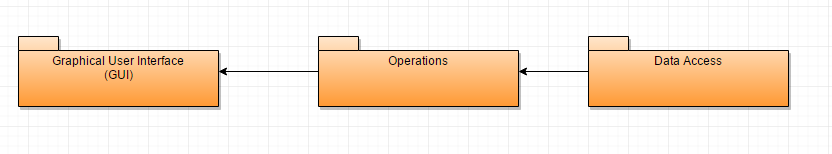 Graphical User Interface
(GUI)
Operations
Data Access